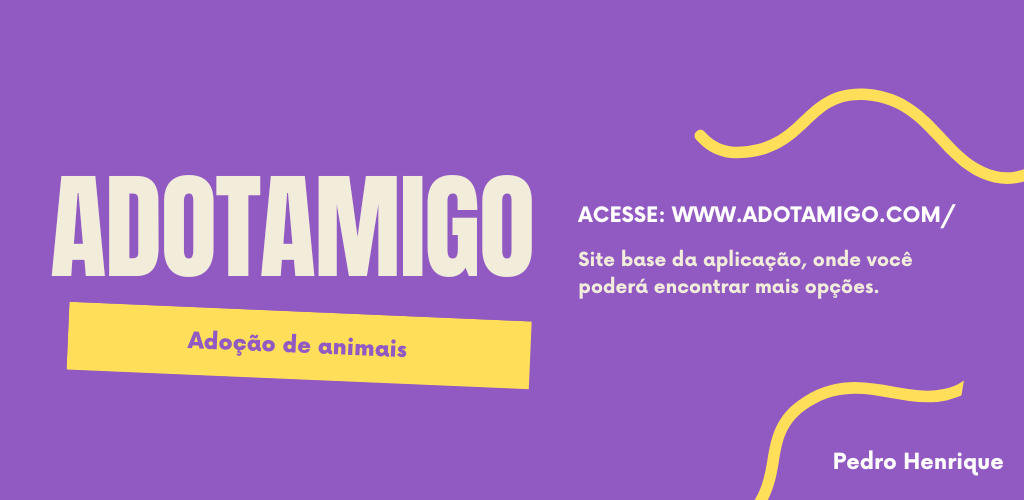 ADOTAMIGO
Adoção de animais
ACESSE: WWW.ADOTAMIGO.COM/
Site base da aplicação, onde você
poderá encontrar mais opções.
Pedro Henrique